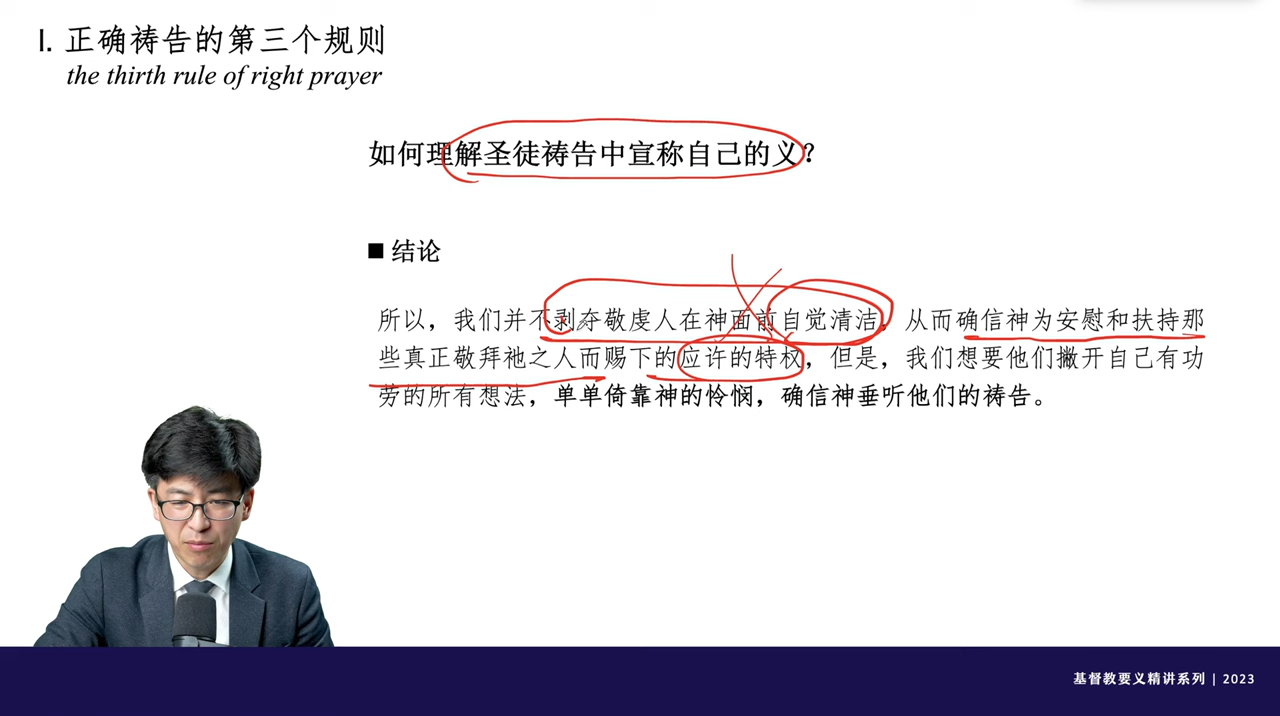 I. 正确祷告的第三个规则
the thirth rule of right prayer
如何理解圣徒祷告中宣称自己的义？
■ 结论
所以，我们并不剥夺敬虔人在神面前自觉清洁，从而确信神为安慰和扶持那
些真正敬拜祂之人而赐下的应许的特权，但是，我们想要他们撇开自己有功
劳的所有想法，单单倚靠神的怜悯，确信神垂听他们的祷告。
基督教要义精讲系列 | 2023